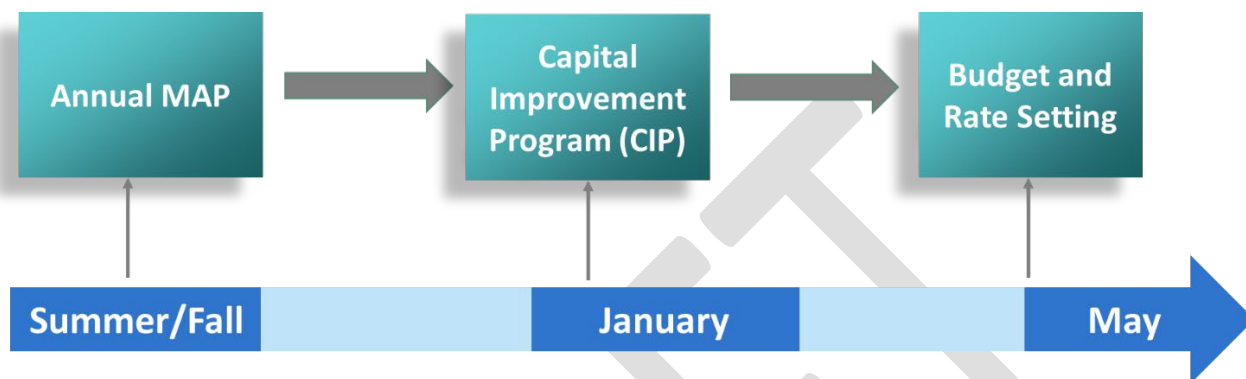 Annual MAP
Capital
Improvement
Program (CIP)
Budget and
Rate Setting
Summer/Fall
January
May